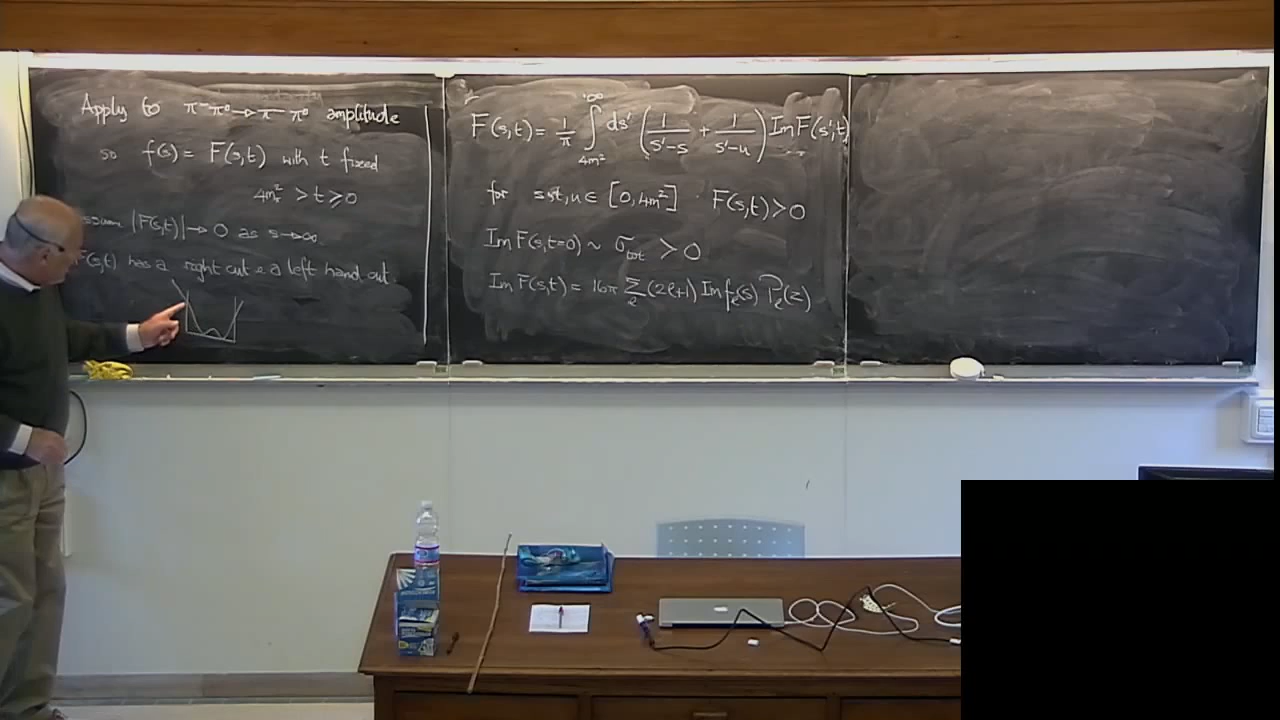 Apply to π⁻π⁰→π⁻π⁰ amplitude
so f(s) = F(s,t) with t fixed
4m²π > t ⩾ 0
|F(s,t)| → 0 as s→∞
F(s,t) has a right cut & a left hand cut.
F(s,t) = 1/π ∫_{4m²}^{∞} ds' ( 1/(s'-s) + 1/(s'-u) ) Im F(s',t)
for s,t,u ∈ [0,4m²] . F(s,t) > 0
Im F(s,t=0) ~ σ_tot > 0
Im F(s,t) = 16π Σ_ℓ (2ℓ+1) Im f_ℓ(s) P_ℓ(z)